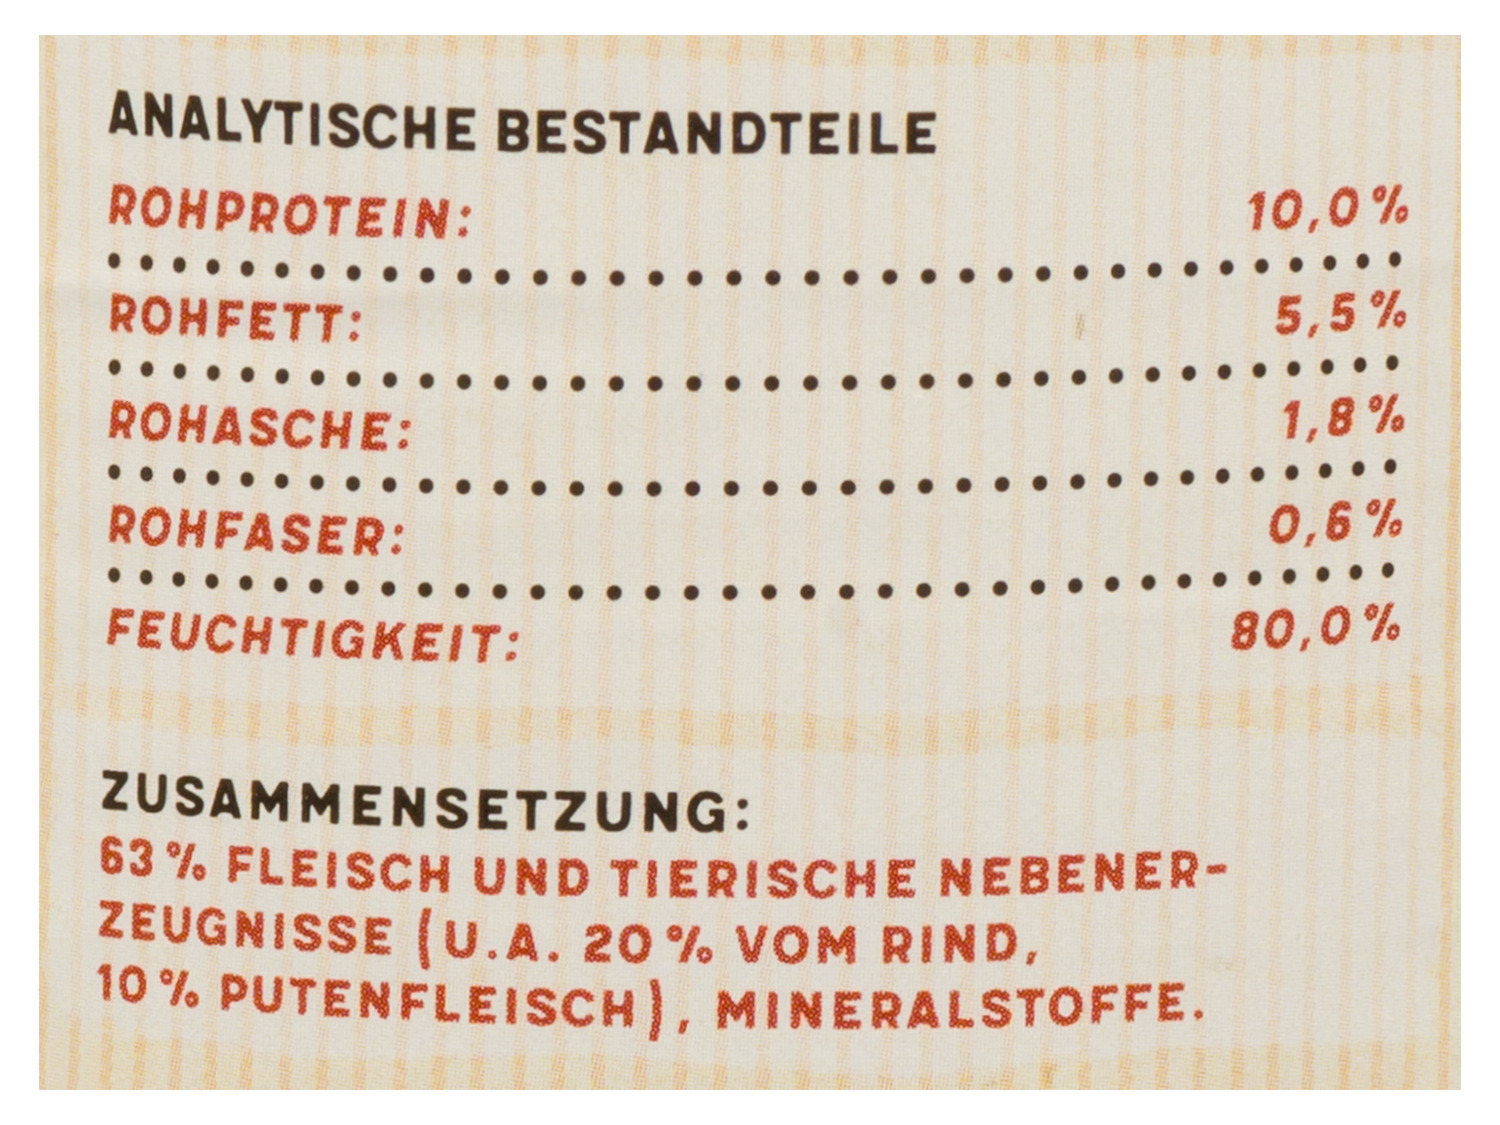 ANALYTISCHE BESTANDTEILE
ROHPROTEIN: 10,0 %
ROHFETT: 5,5 %
ROHASCHE: 1,8 %
ROHFASER: 0,6 %
FEUCHTIGKEIT: 80,0 %
ZUSAMMENSETZUNG:
63 % FLEISCH UND TIERISCHE NEBENER-
ZEUGNISSE (U.A. 20 % VOM RIND,
10 % PUTENFLEISCH), MINERALSTOFFE.